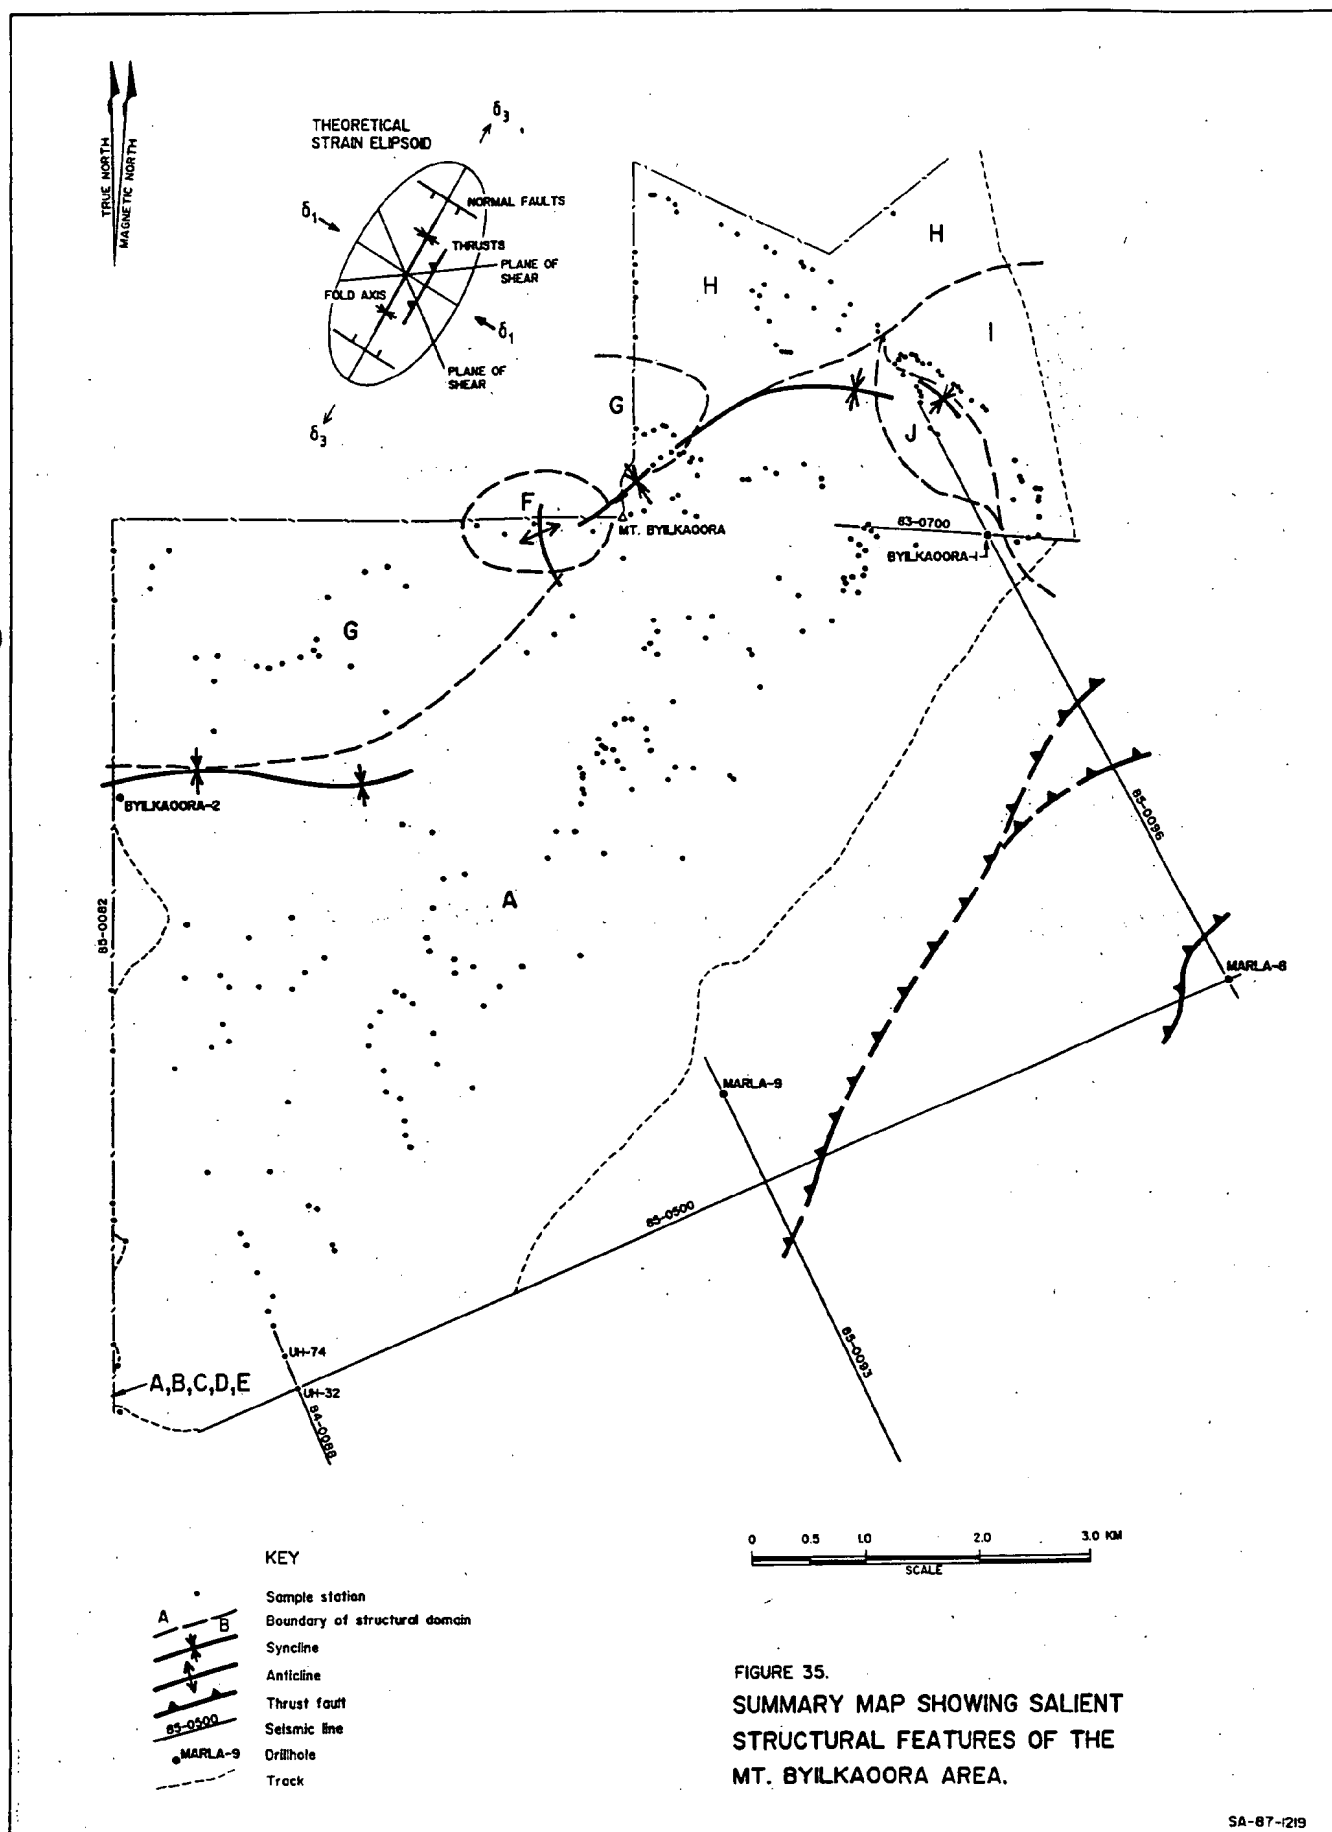 TRUE NORTH
MAGNETIC NORTH
THEORETICAL
STRAIN ELIPSOID
δ3
δ1
NORMAL FAULTS
THRUSTS
PLANE OF
SHEAR
FOLD AXIS
δ1
PLANE OF
SHEAR
δ3
H
H
I
G
J
F
MT. BYILKAOORA
83-0700
BYILKAOORA-1
G
BYILKAOORA-2
85-0096
A
85-0082
MARLA-8
MARLA-9
85-0500
85-0093
UH-74
A,B,C,D,E
UH-32
84-0088
0 0.5 1.0 2.0 3.0 KM
SCALE
KEY
Sample station
A B Boundary of structural domain
Syncline
Anticline
Thrust fault
85-0500 Seismic line
MARLA-9 Drillhole
Track
FIGURE 35.
SUMMARY MAP SHOWING SALIENT
STRUCTURAL FEATURES OF THE
MT. BYILKAOORA AREA.
SA-87-1219